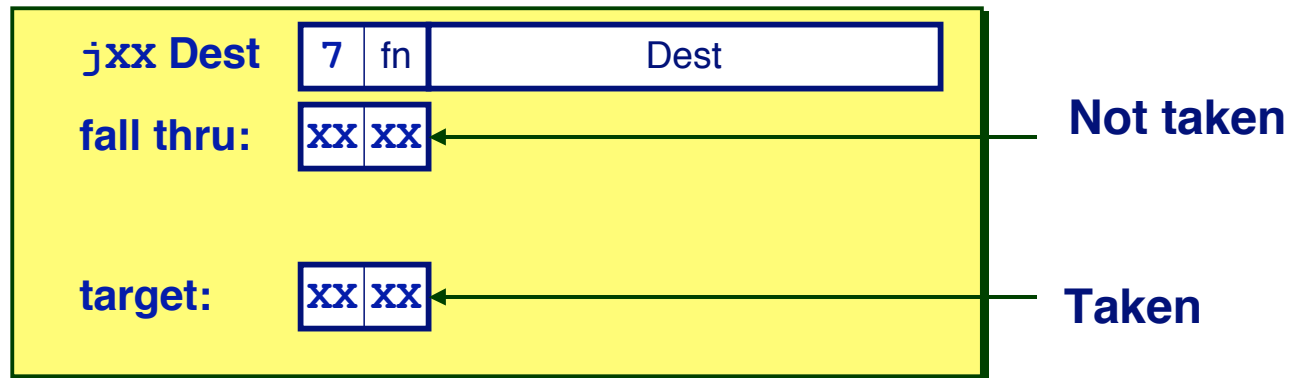 jXX Dest 7 fn Dest
fall thru: XX XX Not taken
target: XX XX Taken